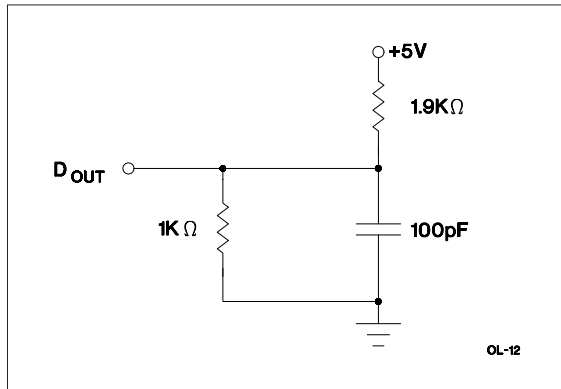 +5V
1.9KΩ
D OUT
1K Ω
100pF
OL-12